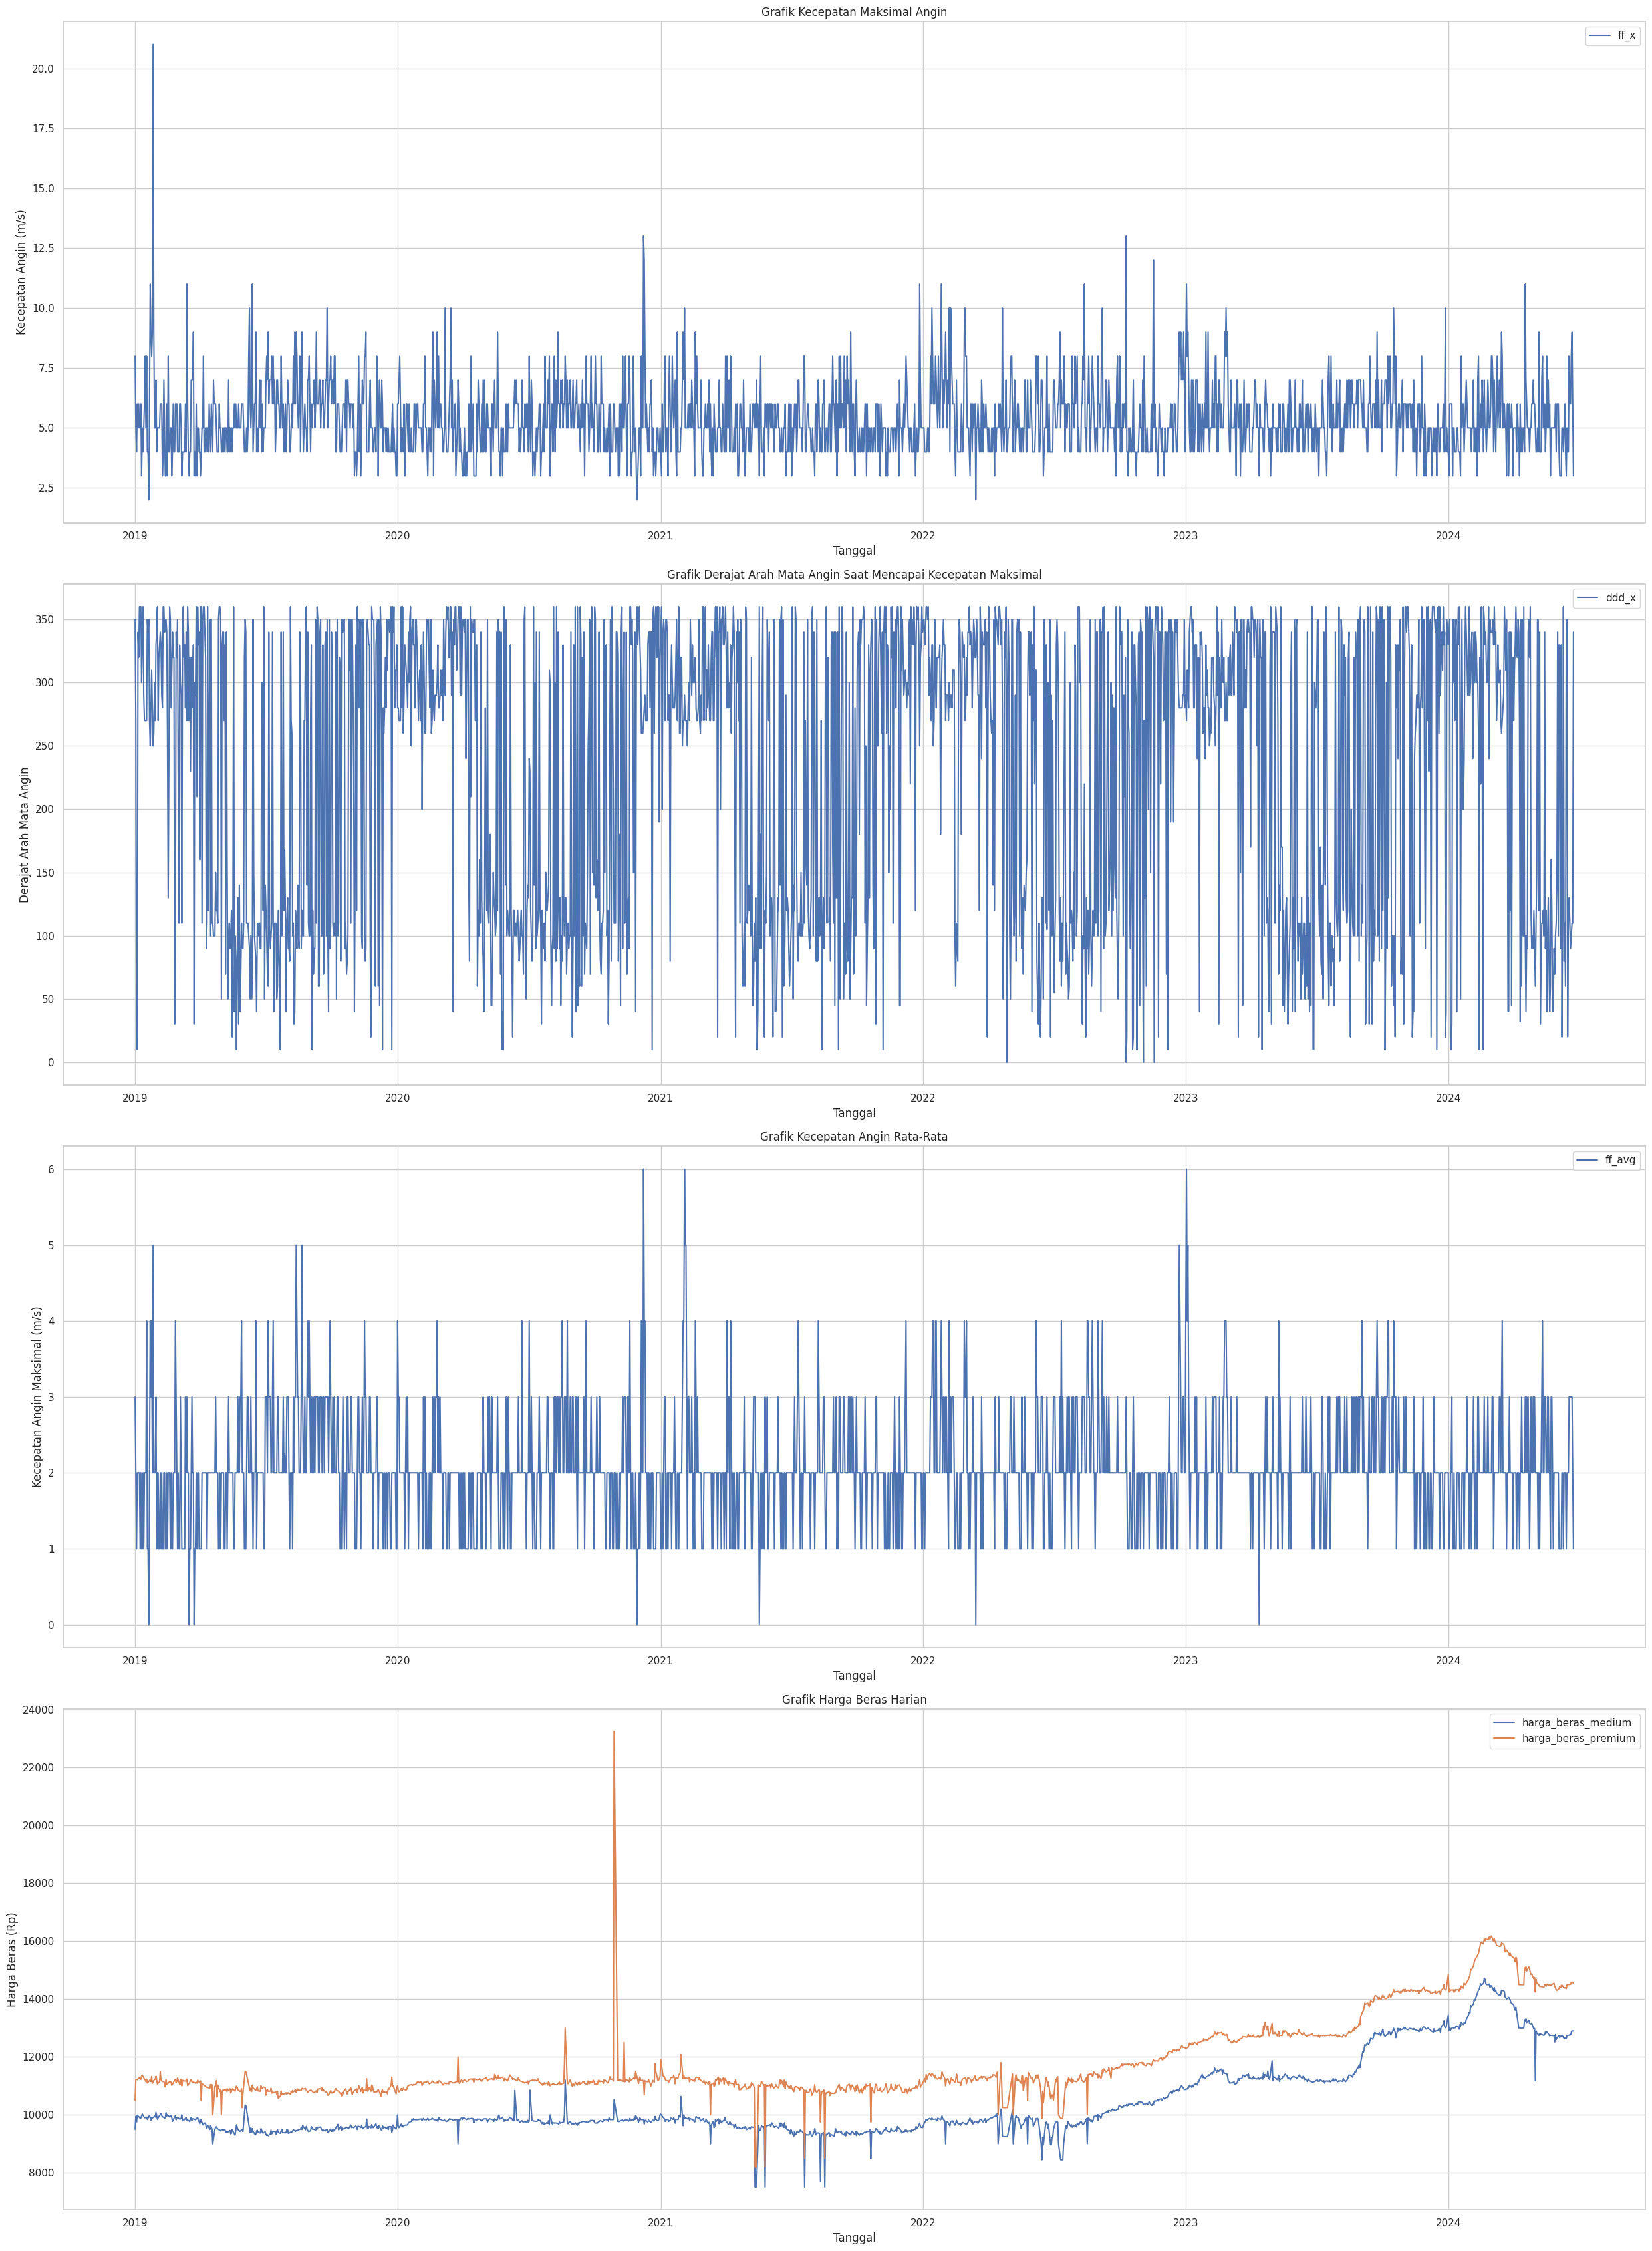 Grafik Kecepatan Maksimal Angin
ff_x
20.0
17.5
15.0
12.5
10.0
7.5
5.0
2.5
Kecepatan Angin (m/s)
2019 2020 2021 2022 2023 2024
Tanggal
Grafik Derajat Arah Mata Angin Saat Mencapai Kecepatan Maksimal
ddd_x
350
300
250
200
150
100
50
0
Derajat Arah Mata Angin
2019 2020 2021 2022 2023 2024
Tanggal
Grafik Kecepatan Angin Rata-Rata
ff_avg
6
5
4
3
2
1
0
Kecepatan Angin Maksimal (m/s)
2019 2020 2021 2022 2023 2024
Tanggal
Grafik Harga Beras Harian
harga_beras_medium
harga_beras_premium
24000
22000
20000
18000
16000
14000
12000
10000
8000
Harga Beras (Rp)
2019 2020 2021 2022 2023 2024
Tanggal